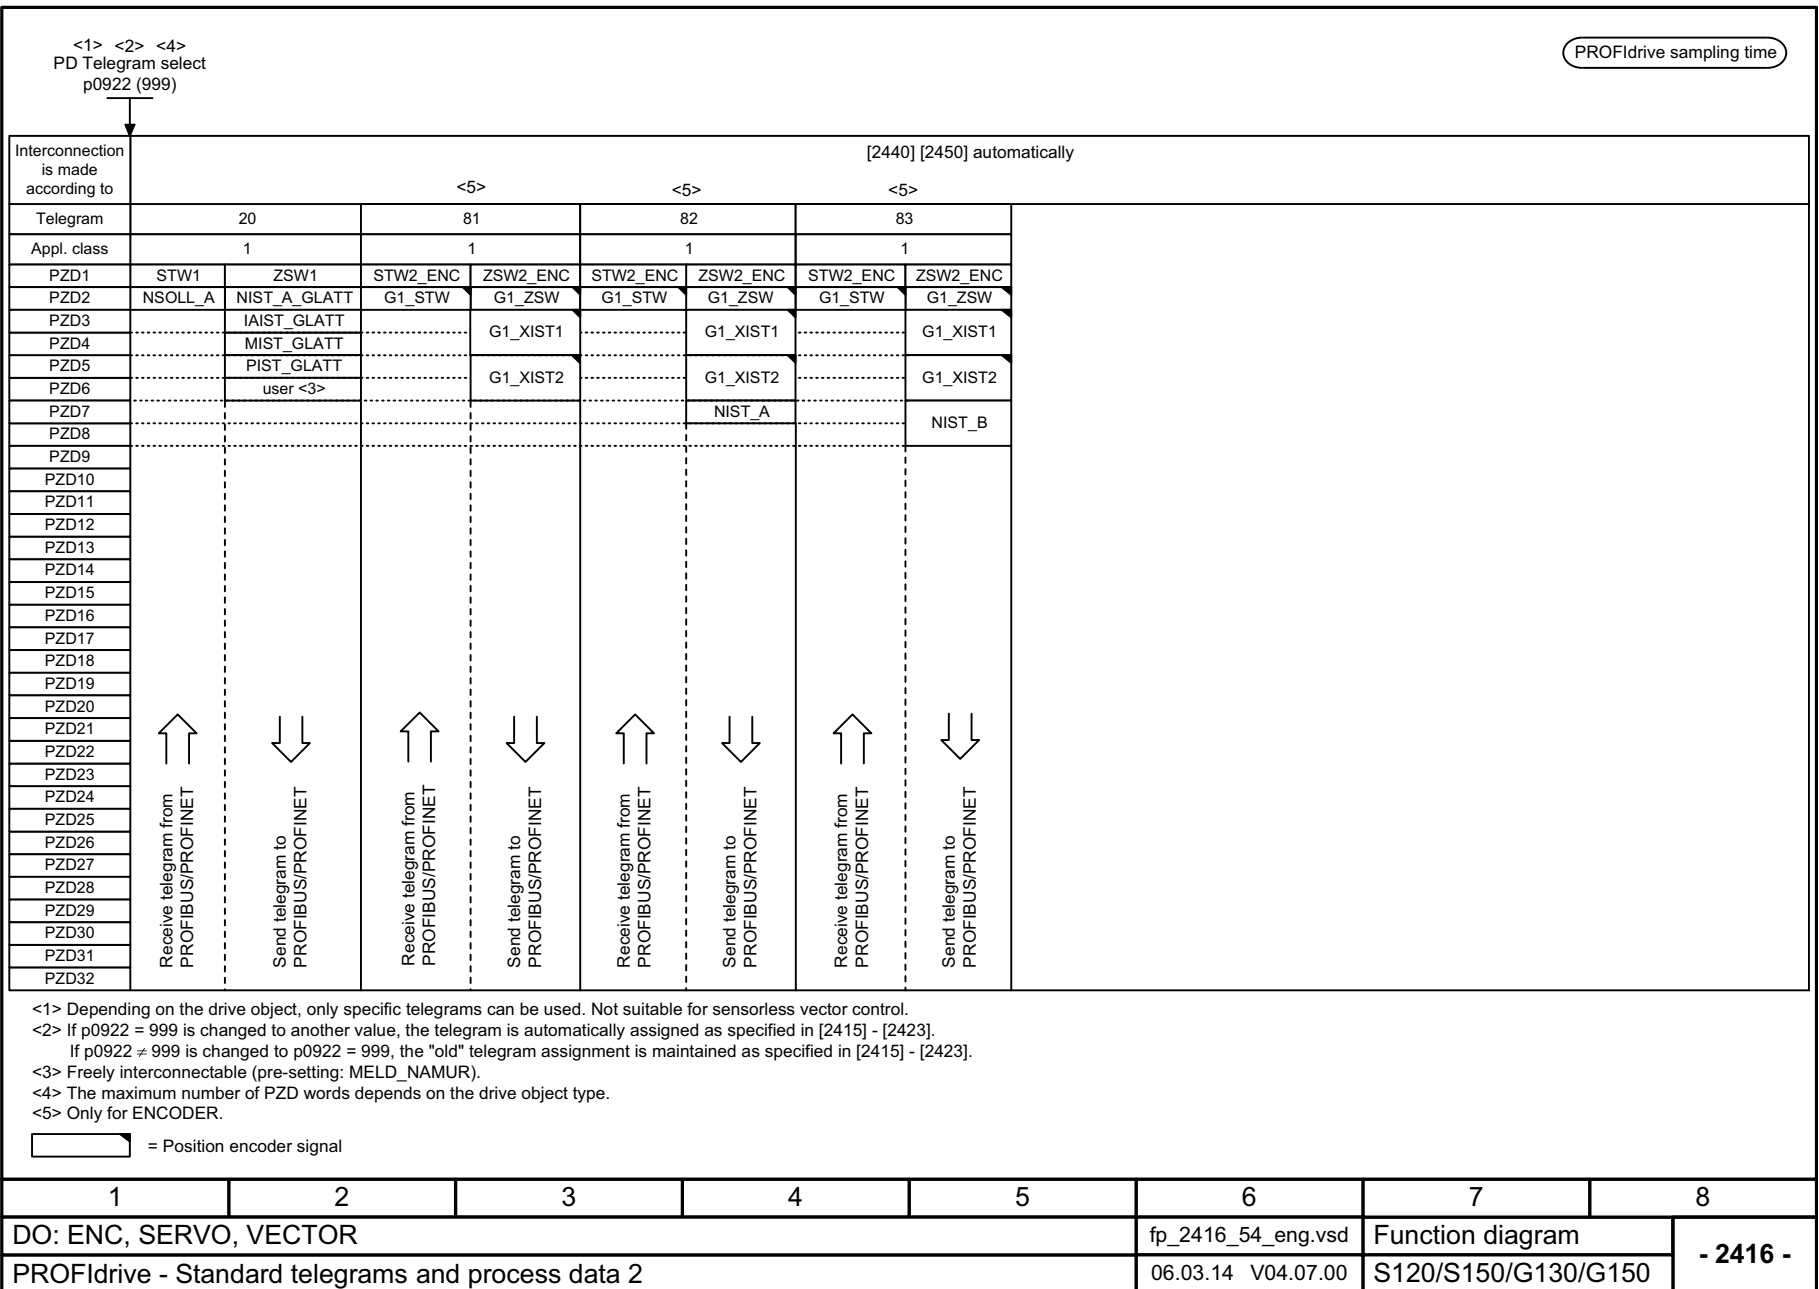 <1> <2> <4>
PD Telegram select
p0922 (999)
PROFIdrive sampling time
Interconnection
is made
according to
[2440] [2450] automatically
<5> <5> <5>
Telegram 20 81 82 83
Appl. class 1 1 1 1
PZD1 STW1 ZSW1 STW2_ENC ZSW2_ENC STW2_ENC ZSW2_ENC STW2_ENC ZSW2_ENC
PZD2 NSOLL_A NIST_A_GLATT G1_STW G1_ZSW G1_STW G1_ZSW G1_STW G1_ZSW
PZD3 IAIST_GLATT
G1_XIST1 G1_XIST1 G1_XIST1
PZD4 MIST_GLATT
PZD5 PIST_GLATT
G1_XIST2 G1_XIST2 G1_XIST2
PZD6 user <3>
PZD7 NIST_A
NIST_B
PZD8
PZD9
PZD10
PZD11
PZD12
PZD13
PZD14
PZD15
PZD16
PZD17
PZD18
PZD19
PZD20
PZD21
PZD22
PZD23
PZD24
PZD25
PZD26
PZD27
PZD28
PZD29
PZD30
PZD31
PZD32
Receive telegram from
PROFIBUS/PROFINET
Send telegram to
PROFIBUS/PROFINET
Receive telegram from
PROFIBUS/PROFINET
Send telegram to
PROFIBUS/PROFINET
Receive telegram from
PROFIBUS/PROFINET
Send telegram to
PROFIBUS/PROFINET
Receive telegram from
PROFIBUS/PROFINET
Send telegram to
PROFIBUS/PROFINET
<1> Depending on the drive object, only specific telegrams can be used. Not suitable for sensorless vector control.
<2> If p0922 = 999 is changed to another value, the telegram is automatically assigned as specified in [2415] - [2423].
If p0922 ≠ 999 is changed to p0922 = 999, the "old" telegram assignment is maintained as specified in [2415] - [2423].
<3> Freely interconnectable (pre-setting: MELD_NAMUR).
<4> The maximum number of PZD words depends on the drive object type.
<5> Only for ENCODER.
= Position encoder signal
1 2 3 4 5 6 7 8
DO: ENC, SERVO, VECTOR fp_2416_54_eng.vsd Function diagram
- 2416 -
PROFIdrive - Standard telegrams and process data 2 06.03.14 V04.07.00 S120/S150/G130/G150